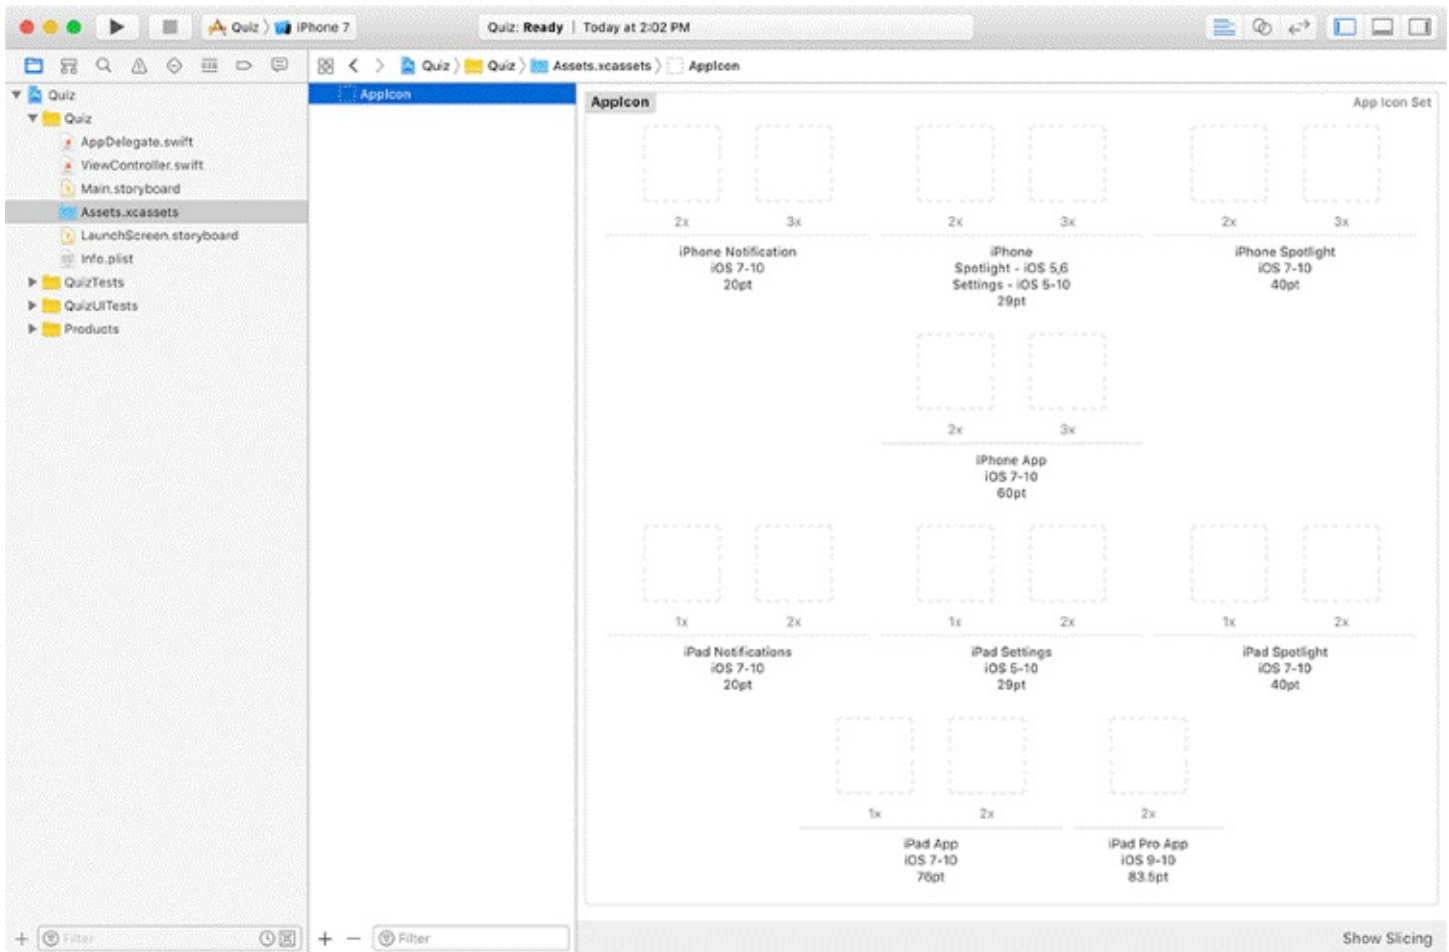 Quiz iPhone 7
Quiz: Ready | Today at 2:02 PM
Quiz Quiz Assets.xcassets AppIcon
Quiz
Quiz
AppDelegate.swift
ViewController.swift
Main.storyboard
Assets.xcassets
LaunchScreen.storyboard
Info.plist
QuizTests
QuizUITests
Products
Filter
AppIcon
Filter
AppIcon
App Icon Set
2x 3x
iPhone Notification
iOS 7-10
20pt
2x 3x
iPhone
Spotlight - iOS 5,6
Settings - iOS 5-10
29pt
2x 3x
iPhone Spotlight
iOS 7-10
40pt
2x 3x
iPhone App
iOS 7-10
60pt
1x 2x
iPad Notifications
iOS 7-10
20pt
1x 2x
iPad Settings
iOS 5-10
29pt
1x 2x
iPad Spotlight
iOS 7-10
40pt
1x 2x
iPad App
iOS 7-10
76pt
2x
iPad Pro App
iOS 9-10
83.5pt
Show Slicing